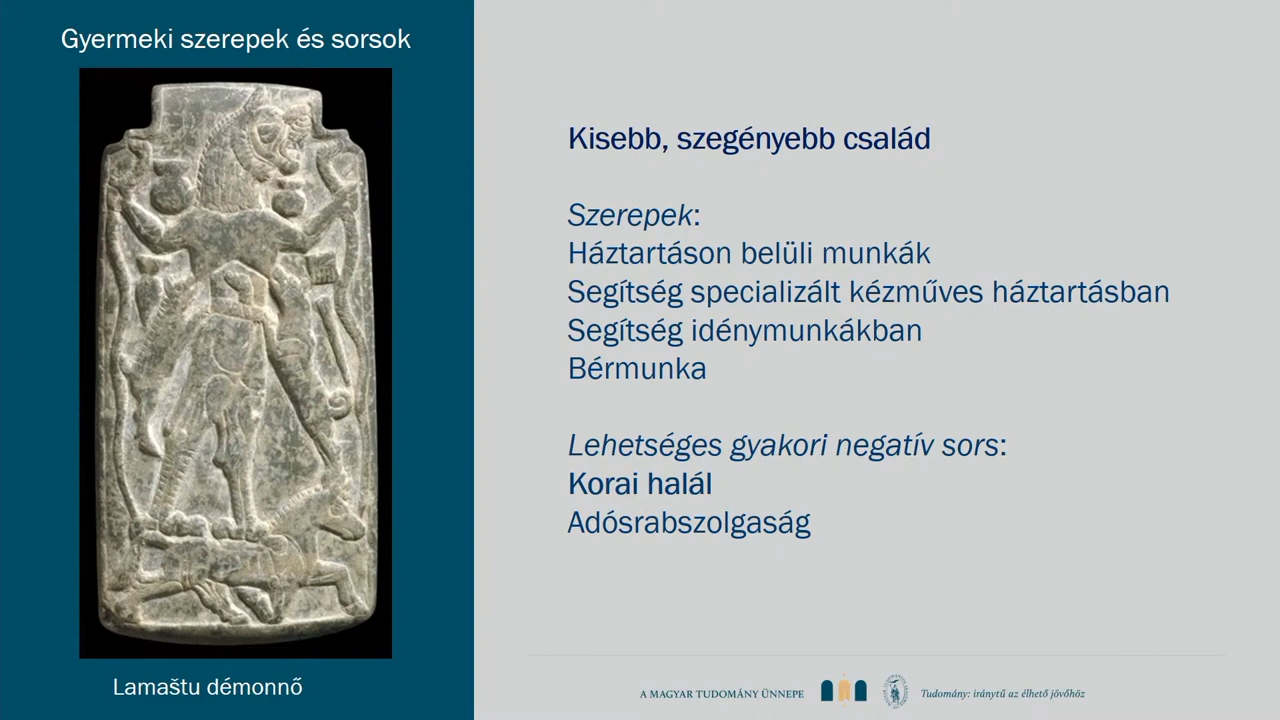 Gyermeki szerepek és sorsok
Lamaštu démonnő
Kisebb, szegényebb család
Szerepek:
Háztartáson belüli munkák
Segítség specializált kézműves háztartásban
Segítség idénymunkákban
Bérmunka
Lehetséges gyakori negatív sors:
Korai halál
Adósrabszolgaság
A MAGYAR TUDOMÁNY ÜNNEPE
Tudomány: iránytű az élhető jövőhöz